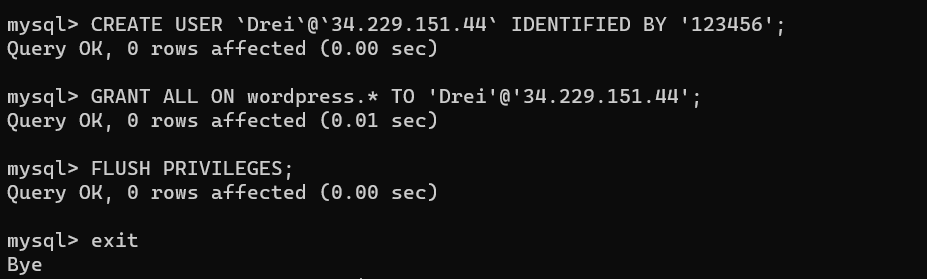 mysql> CREATE USER `Drei`@`34.229.151.44` IDENTIFIED BY '123456';
Query OK, 0 rows affected (0.00 sec)
mysql> GRANT ALL ON wordpress.* TO 'Drei'@'34.229.151.44';
Query OK, 0 rows affected (0.01 sec)
mysql> FLUSH PRIVILEGES;
Query OK, 0 rows affected (0.00 sec)
mysql> exit
Bye